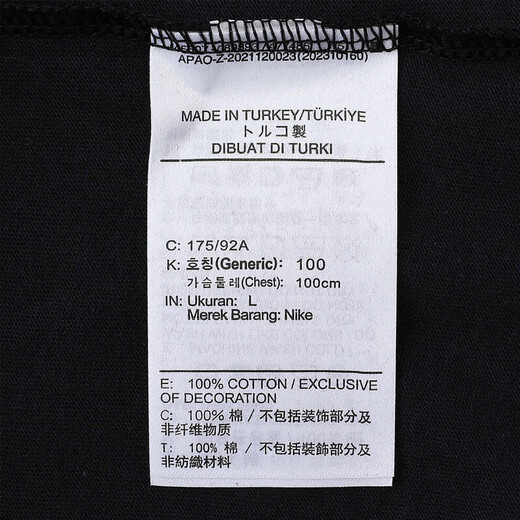 APAO-Z-2021120023(202310160)
MADE IN TURKEY/TÜRKİYE
トルコ製
DIBUAT DI TURKI
C: 175/92A
K: 호칭(Generic): 100
가슴둘레(Chest): 100cm
IN: Ukuran: L
Merek Barang: Nike
E: 100% COTTON / EXCLUSIVE
OF DECORATION
C: 100% 棉 / 不包括装饰部分及
非纤维物质
T: 100% 棉 / 不包括裝飾部分及
非紡織材料